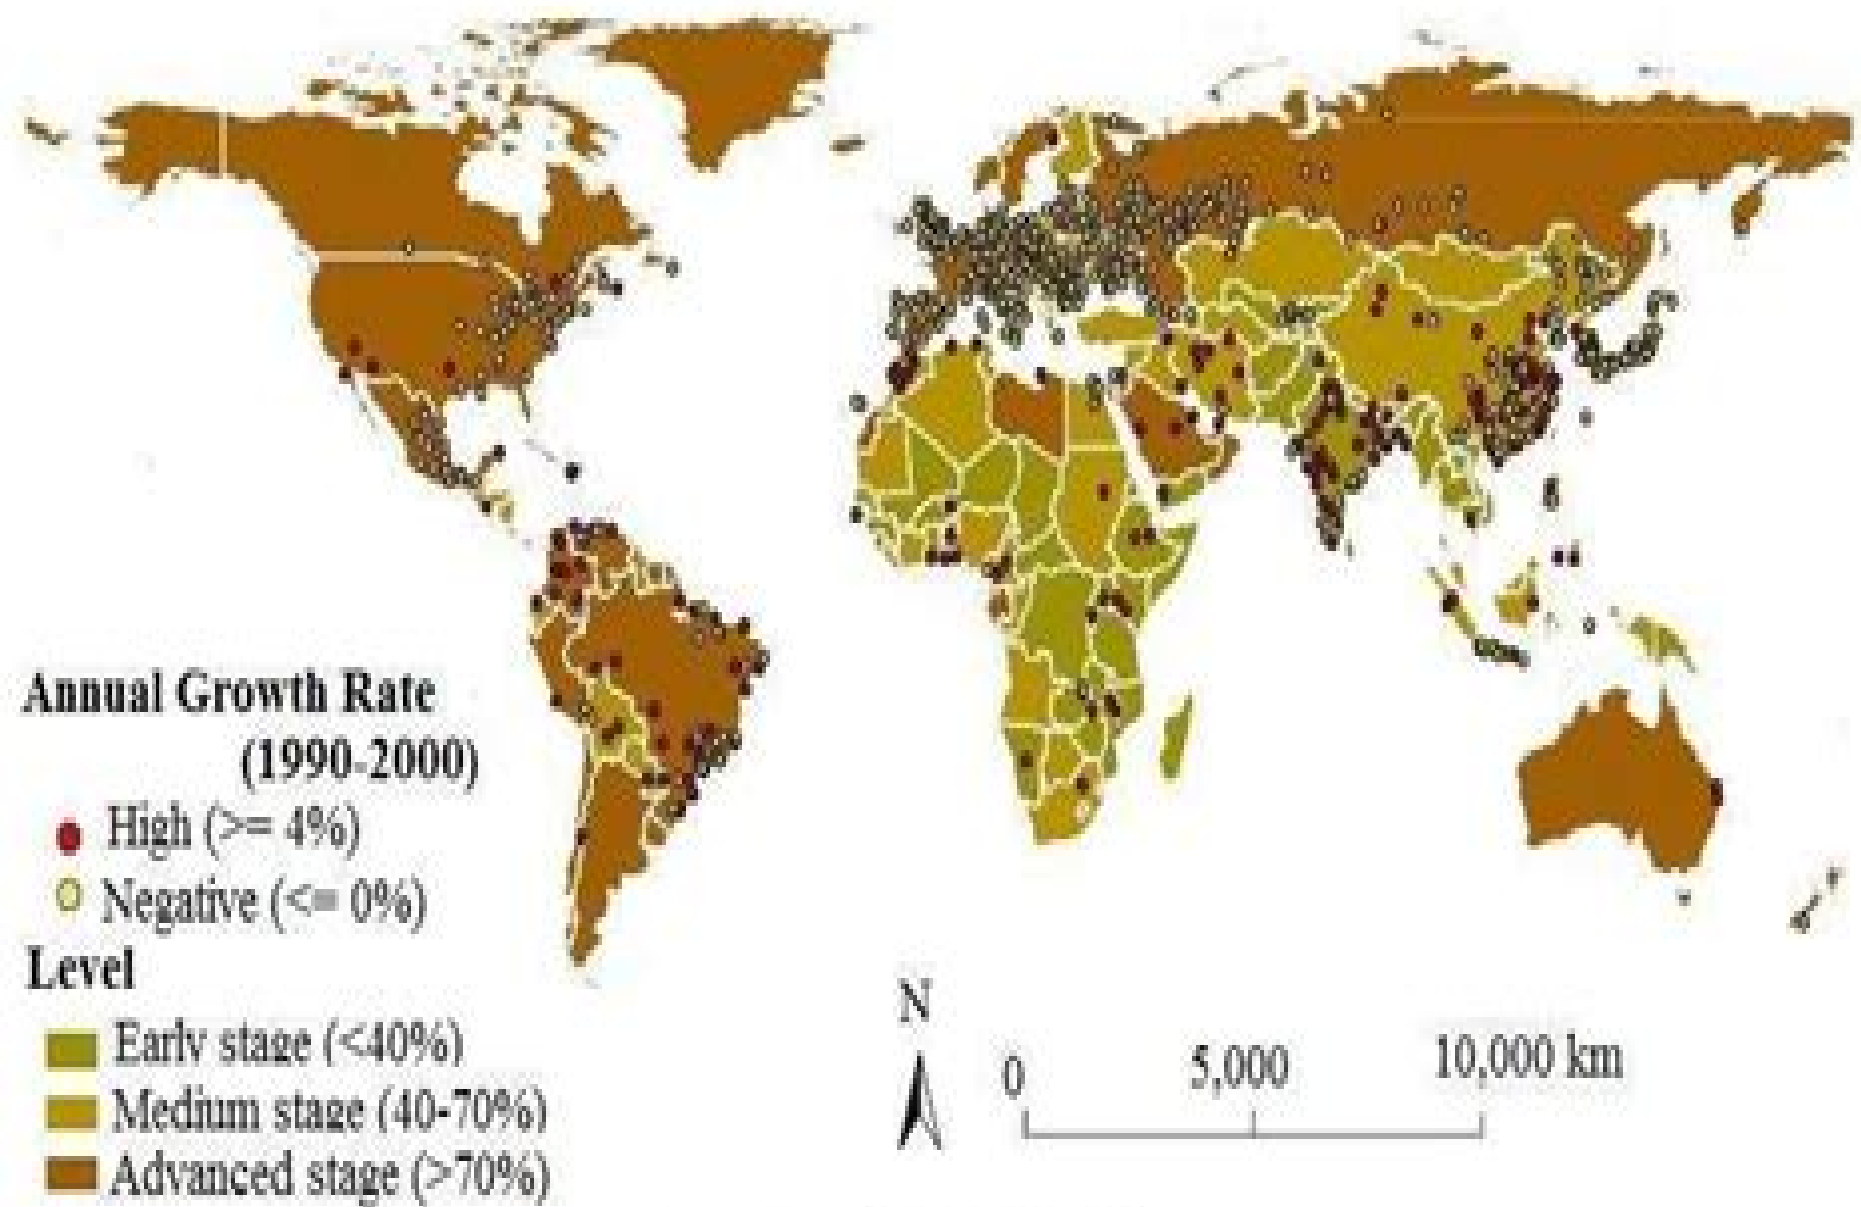 Annual Growth Rate
(1990-2000)
High (>= 4%)
Negative (<= 0%)
Level
Early stage (<40%)
Medium stage (40-70%)
Advanced stage (>70%)
N
0 5,000 10,000 km